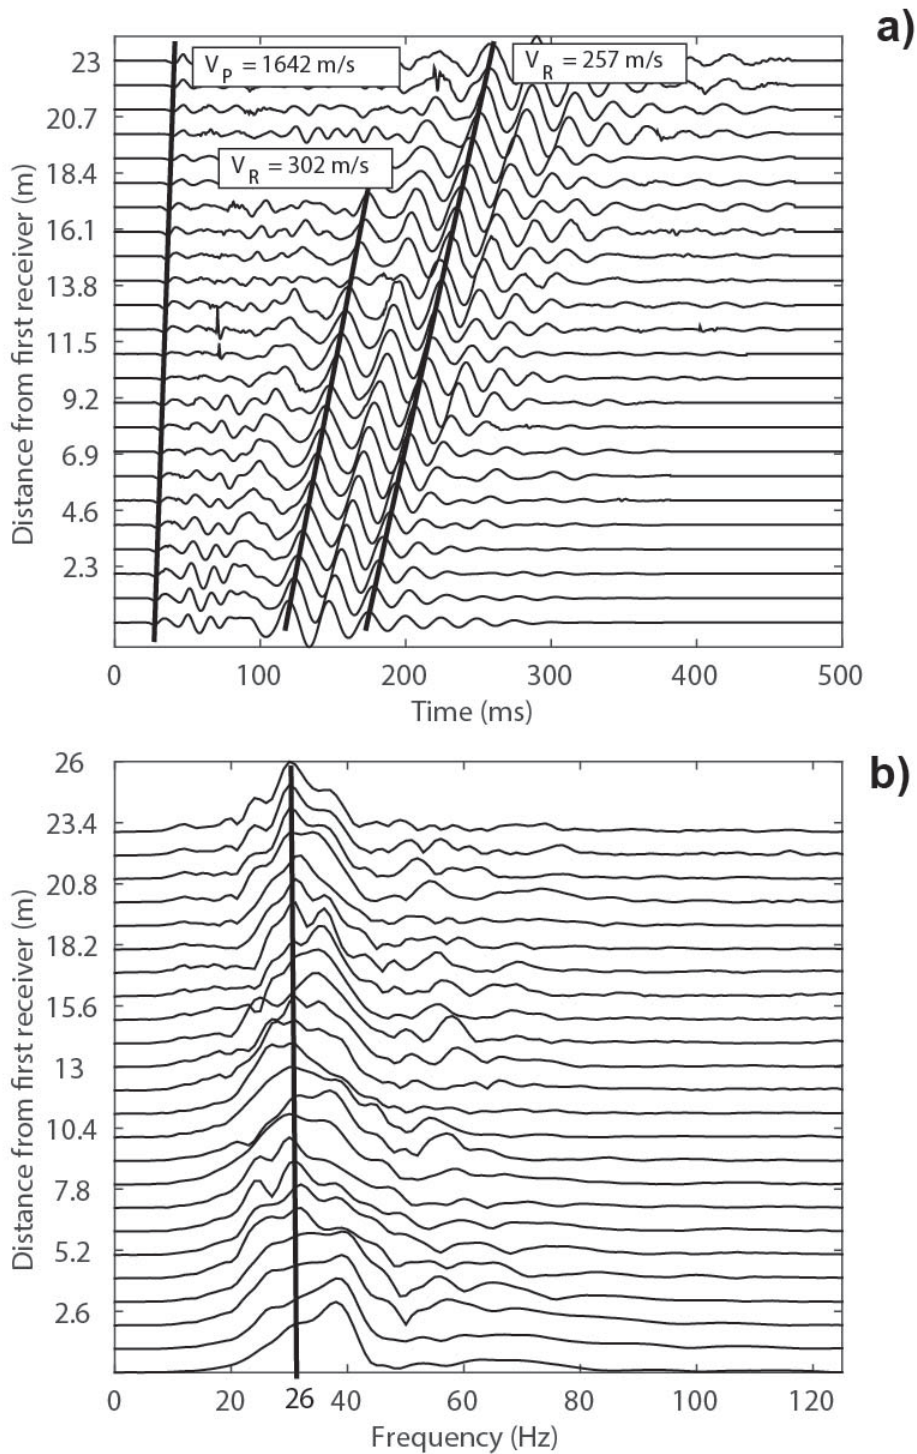 a)
V_P = 1642 m/s
V_R = 257 m/s
V_R = 302 m/s
Distance from first receiver (m)
23
20.7
18.4
16.1
13.8
11.5
9.2
6.9
4.6
2.3
0 100 200 300 400 500
Time (ms)
b)
Distance from first receiver (m)
26
23.4
20.8
18.2
15.6
13
10.4
7.8
5.2
2.6
0 20 26 40 60 80 100 120
Frequency (Hz)